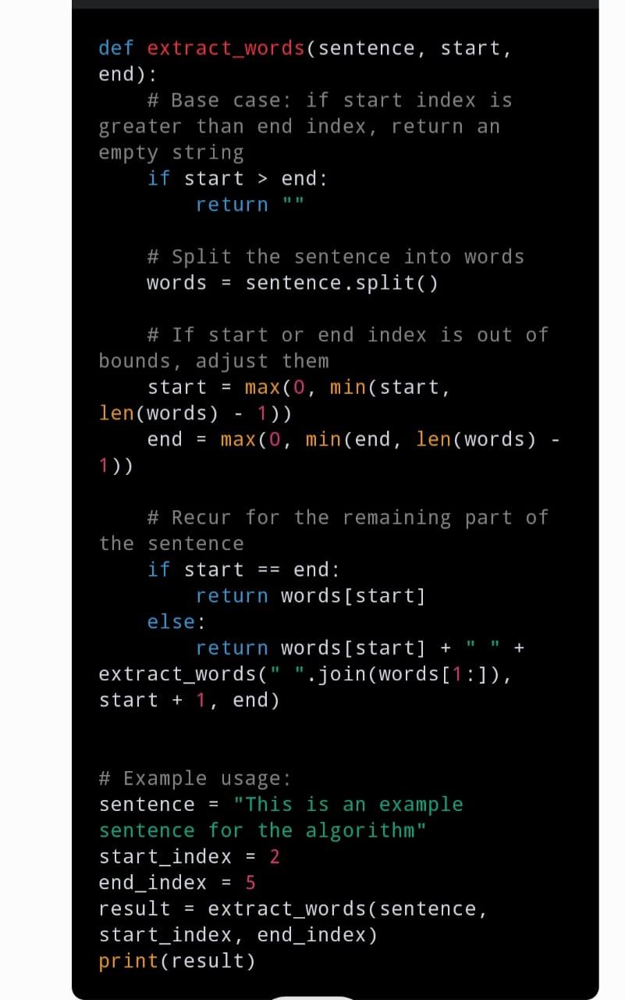 def extract_words(sentence, start,
end):
    # Base case: if start index is
greater than end index, return an
empty string
    if start > end:
        return ""

    # Split the sentence into words
    words = sentence.split()

    # If start or end index is out of
bounds, adjust them
    start = max(0, min(start,
len(words) - 1))
    end = max(0, min(end, len(words) -
1))

    # Recur for the remaining part of
the sentence
    if start == end:
        return words[start]
    else:
        return words[start] + " " +
extract_words(" ".join(words[1:]),
start + 1, end)


# Example usage:
sentence = "This is an example
sentence for the algorithm"
start_index = 2
end_index = 5
result = extract_words(sentence,
start_index, end_index)
print(result)